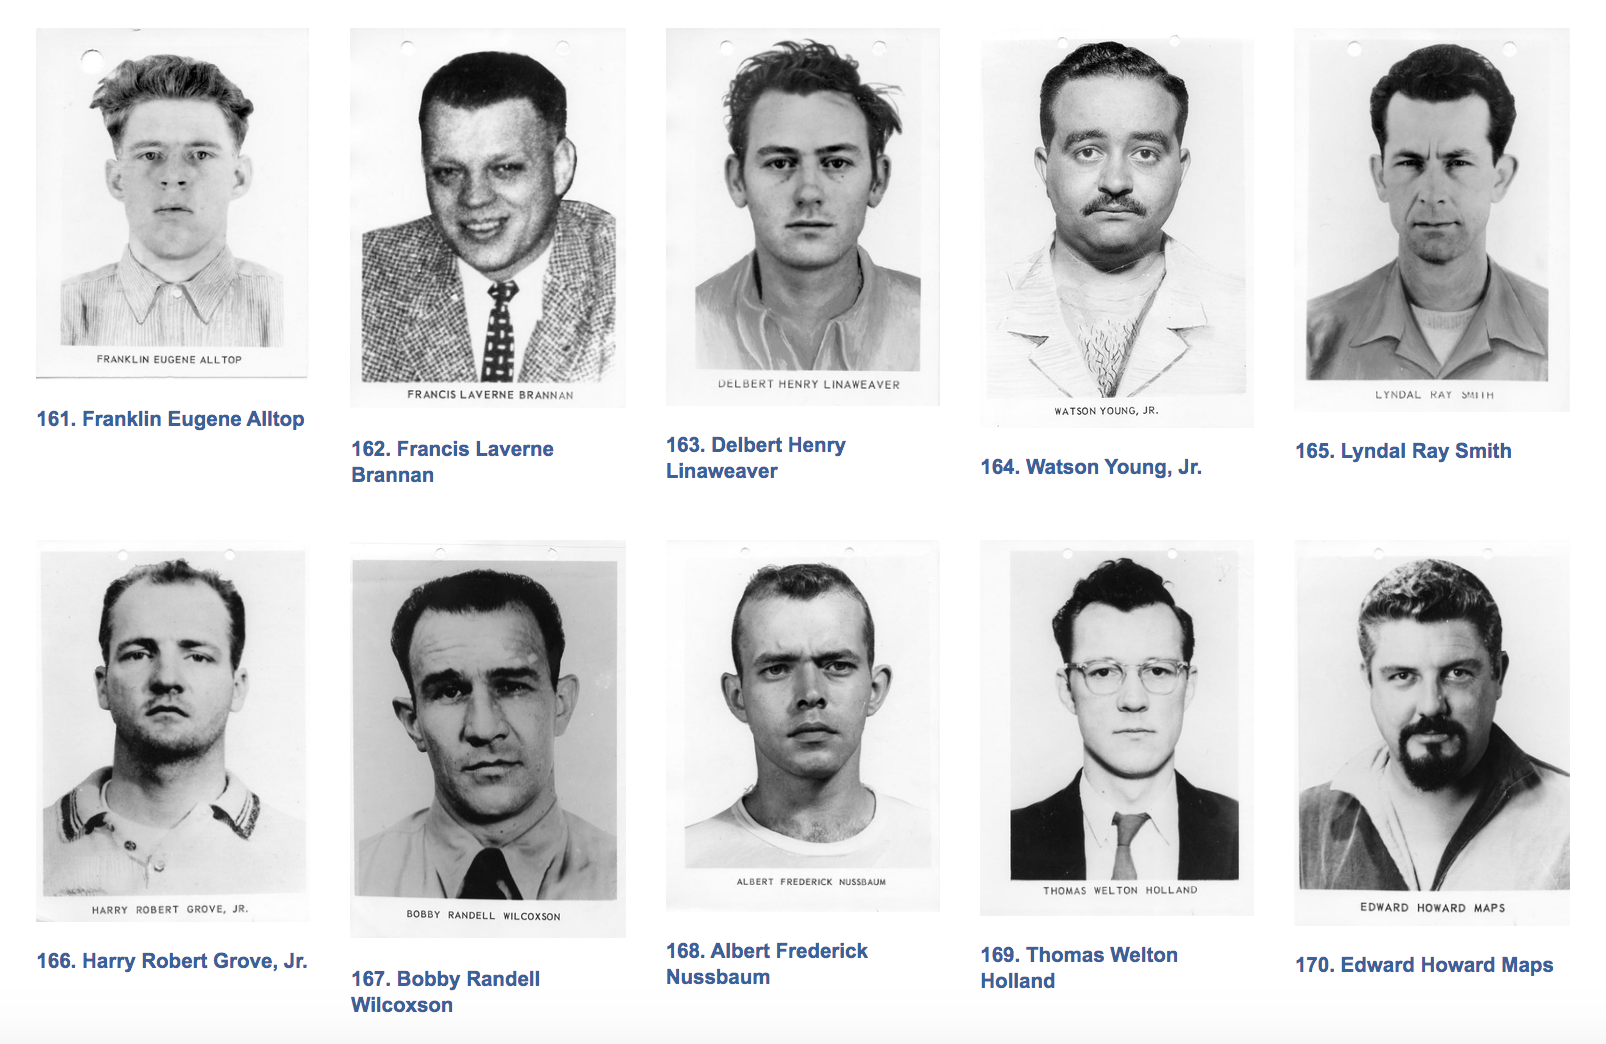 FRANKLIN EUGENE ALLTOP
FRANCIS LAVERNE BRANNAN
DELBERT HENRY LINAWEAVER
WATSON YOUNG, JR.
LYNDAL RAY SMITH
161. Franklin Eugene Alltop
162. Francis Laverne
Brannan
163. Delbert Henry
Linaweaver
164. Watson Young, Jr.
165. Lyndal Ray Smith
HARRY ROBERT GROVE, JR.
BOBBY RANDELL WILCOXSON
ALBERT FREDERICK NUSSBAUM
THOMAS WELTON HOLLAND
EDWARD HOWARD MAPS
166. Harry Robert Grove, Jr.
167. Bobby Randell
Wilcoxson
168. Albert Frederick
Nussbaum
169. Thomas Welton
Holland
170. Edward Howard Maps